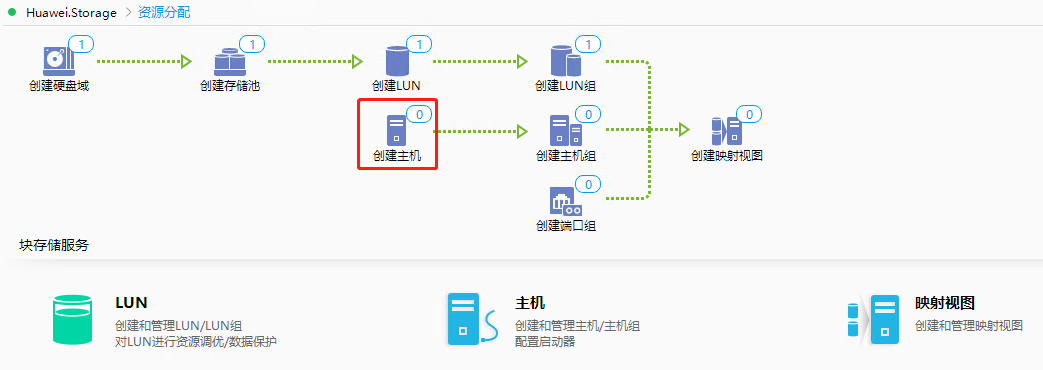 Huawei.Storage > 资源分配
1 1 1 1
创建硬盘域 创建存储池 创建LUN 创建LUN组
0 0 0
创建主机 创建主机组 创建映射视图
0
创建端口组
块存储服务
LUN 主机 映射视图
创建和管理LUN/LUN组 创建和管理主机/主机组 创建和管理映射视图
对LUN进行资源调优/数据保护 配置启动器